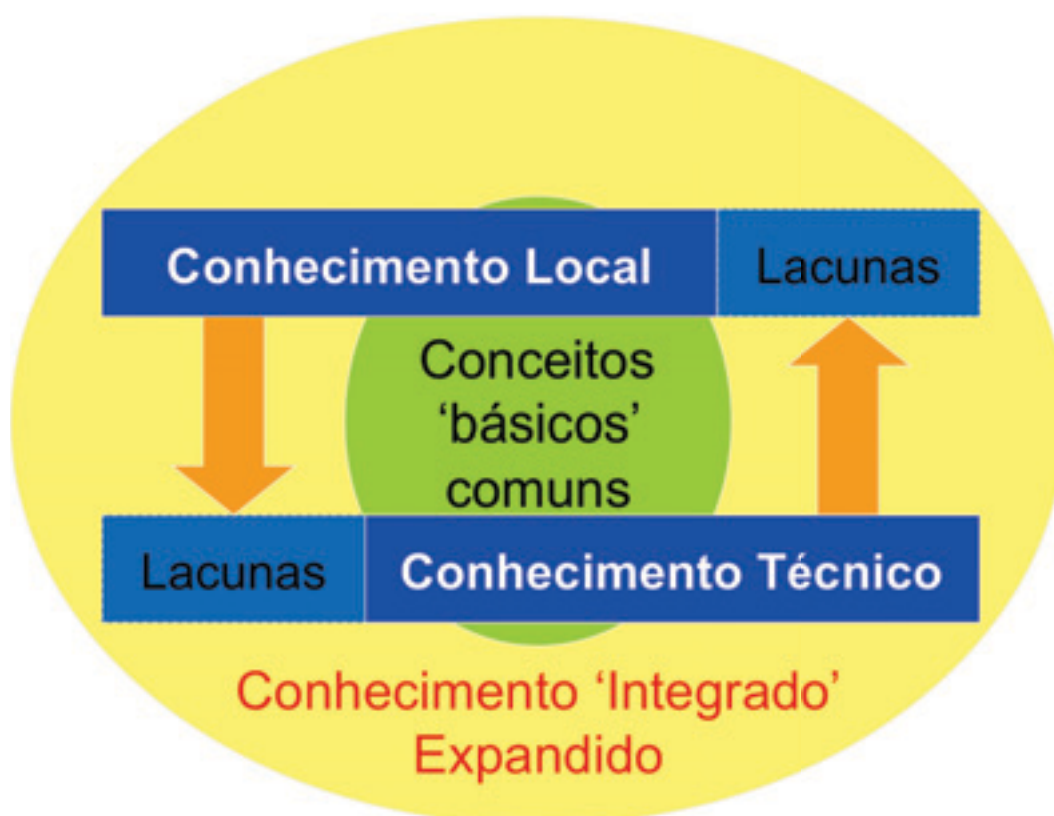 Conhecimento Local
Lacunas
Conceitos
‘básicos’
comuns
Lacunas
Conhecimento Técnico
Conhecimento ‘Integrado’
Expandido